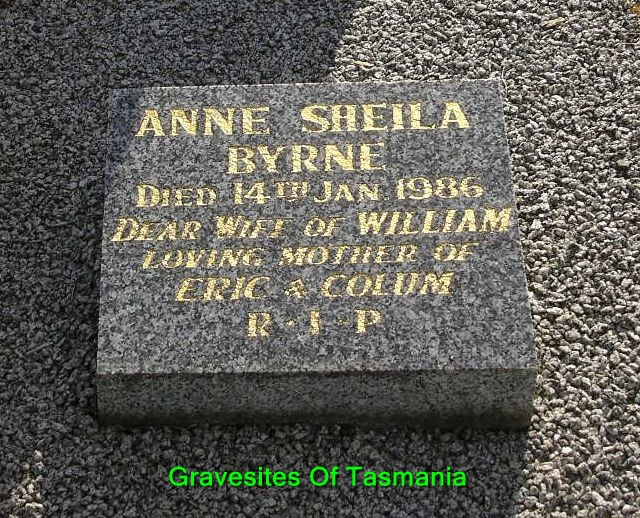 ANNE SHEILA
BYRNE
DIED 14TH JAN 1986
DEAR WIFE OF WILLIAM
LOVING MOTHER OF
ERIC & COLUM
R·I·P
Gravesites Of Tasmania